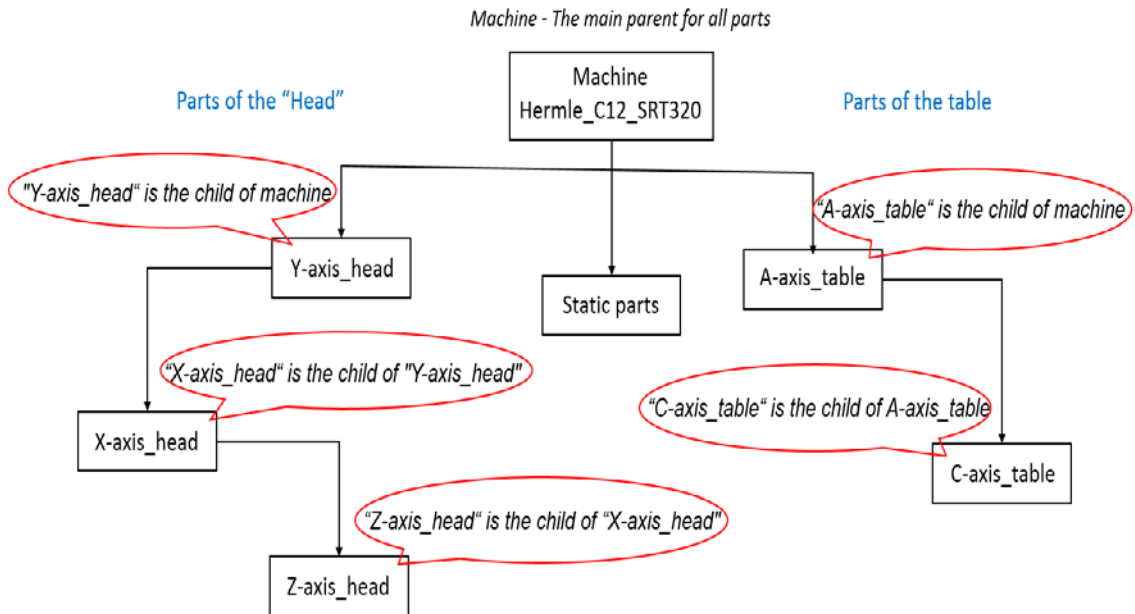 Machine - The main parent for all parts
Machine
Hermle_C12_SRT320
Parts of the “Head”
Parts of the table
"Y-axis_head“ is the child of machine
“A-axis_table“ is the child of machine
Y-axis_head
A-axis_table
Static parts
“X-axis_head“ is the child of "Y-axis_head"
“C-axis_table“ is the child of A-axis_table
X-axis_head
C-axis_table
“Z-axis_head“ is the child of “X-axis_head"
Z-axis_head